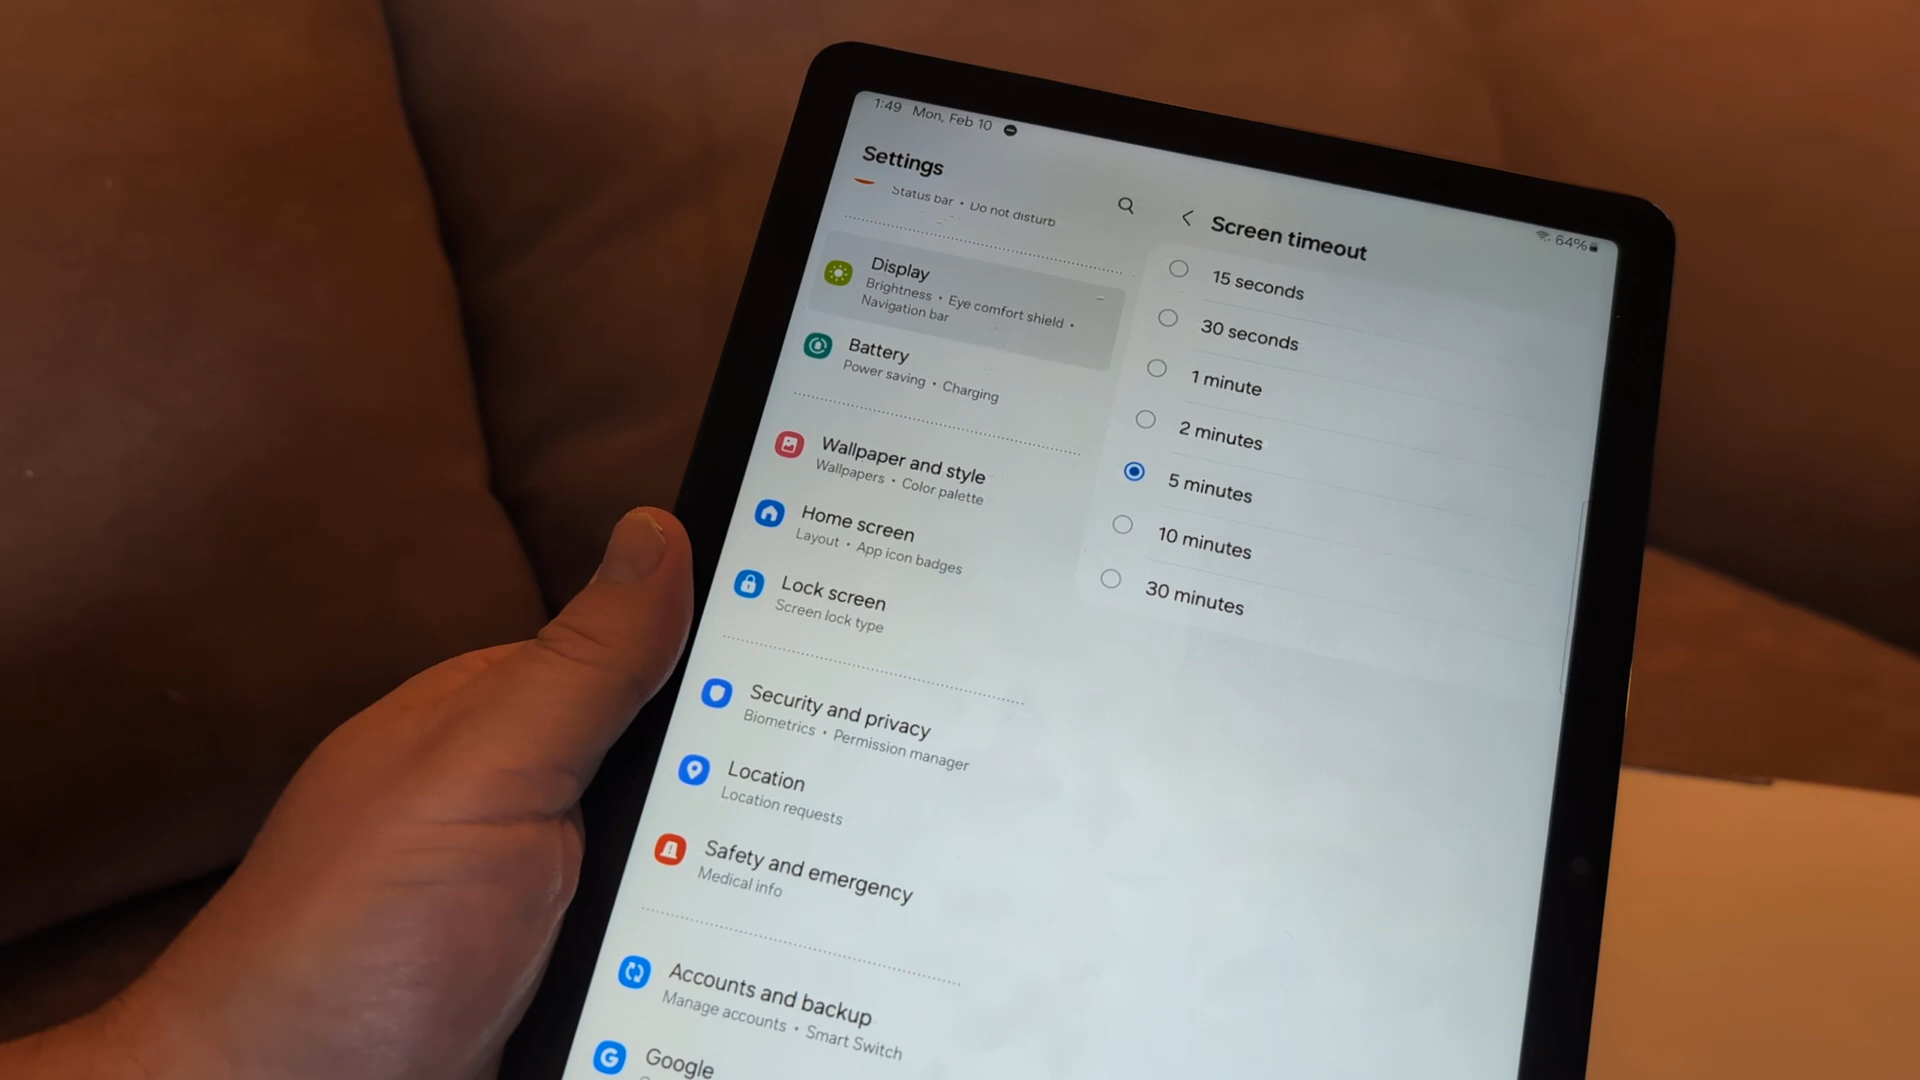 1:49 Mon, Feb 10
64%
Settings
Status bar • Do not disturb
Display
Brightness • Eye comfort shield •
Navigation bar
Battery
Power saving • Charging
Wallpaper and style
Wallpapers • Color palette
Home screen
Layout • App icon badges
Lock screen
Screen lock type
Security and privacy
Biometrics • Permission manager
Location
Location requests
Safety and emergency
Medical info
Accounts and backup
Manage accounts • Smart Switch
G
Google
Screen timeout
15 seconds
30 seconds
1 minute
2 minutes
5 minutes
10 minutes
30 minutes